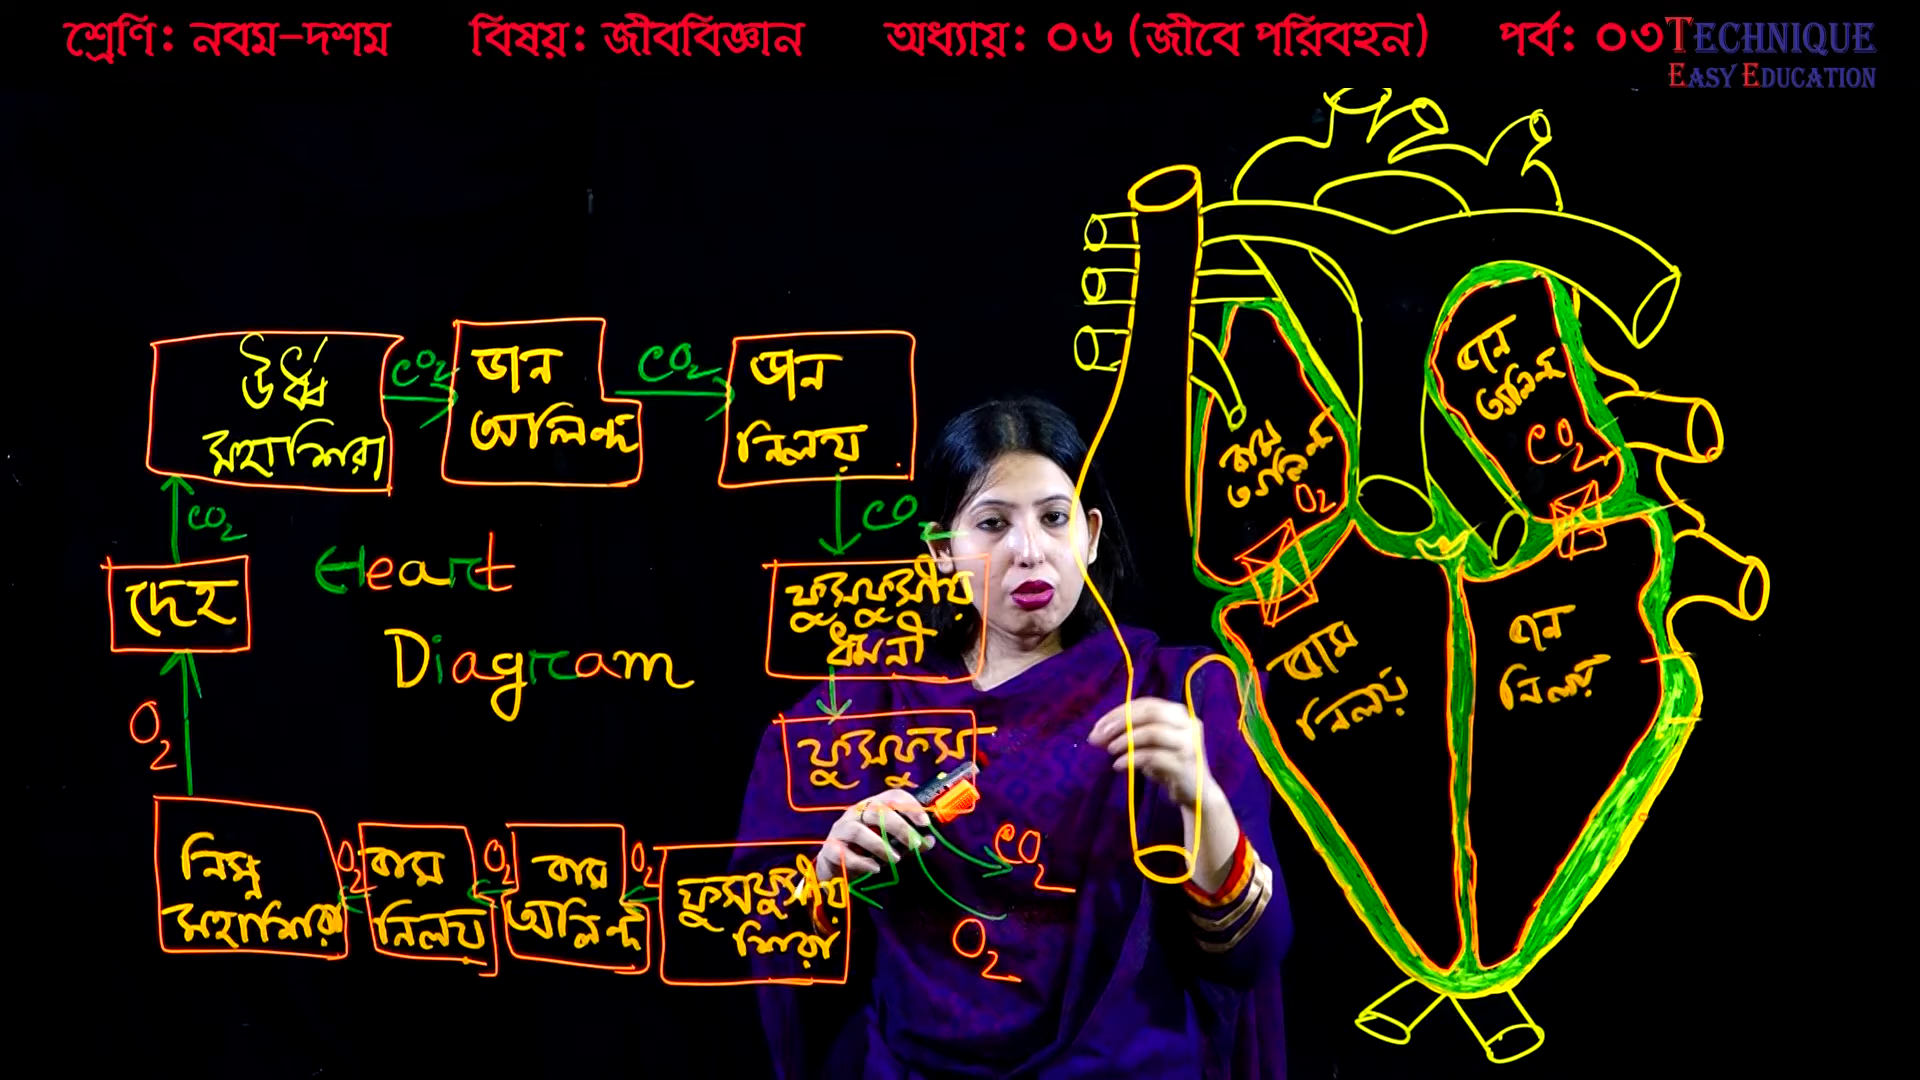 শ্রেণি: নবম-দশম
বিষয়: জীববিজ্ঞান
অধ্যায়: ০৬ (জীবে পরিবহন)
পর্ব: ০৩
TECHNIQUE
EASY EDUCATION
উর্ধ্ব
মহাশিরা
CO2
ডান
অলিন্দ
CO2
ডান
নিলয়
CO2
CO2
দেহ
Heart
Diagram
ফুসফুসীয়
ধমনী
ফুসফুস
O2
CO2
O2
নিম্ন
মহাশিরা
O2
বাম
নিলয়
O2
বাম
অলিন্দ
O2
ফুসফুসীয়
শিরা
বাম
অলিন্দ
O2
ডান
অলিন্দ
CO2
বাম
নিলয়
ডান
নিলয়